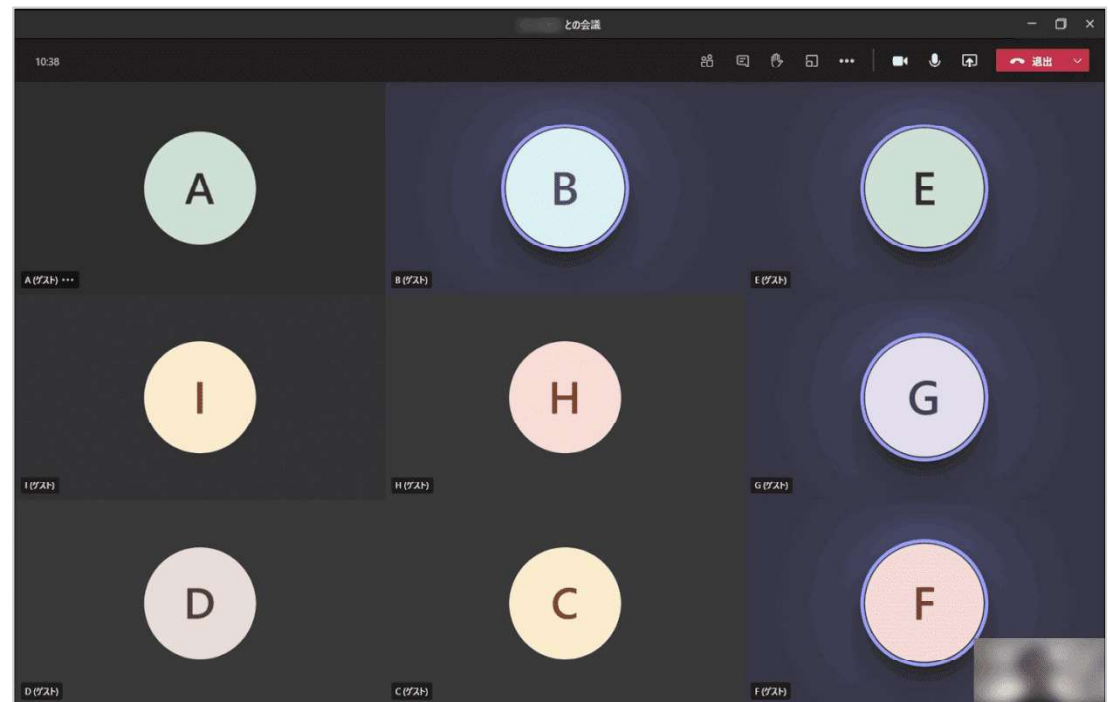 との会議
10:38
退出
A
B
E
A (ゲスト) •••
B (ゲスト)
E (ゲスト)
I
H
G
I (ゲスト)
H (ゲスト)
G (ゲスト)
D
C
F
D (ゲスト)
C (ゲスト)
F (ゲスト)